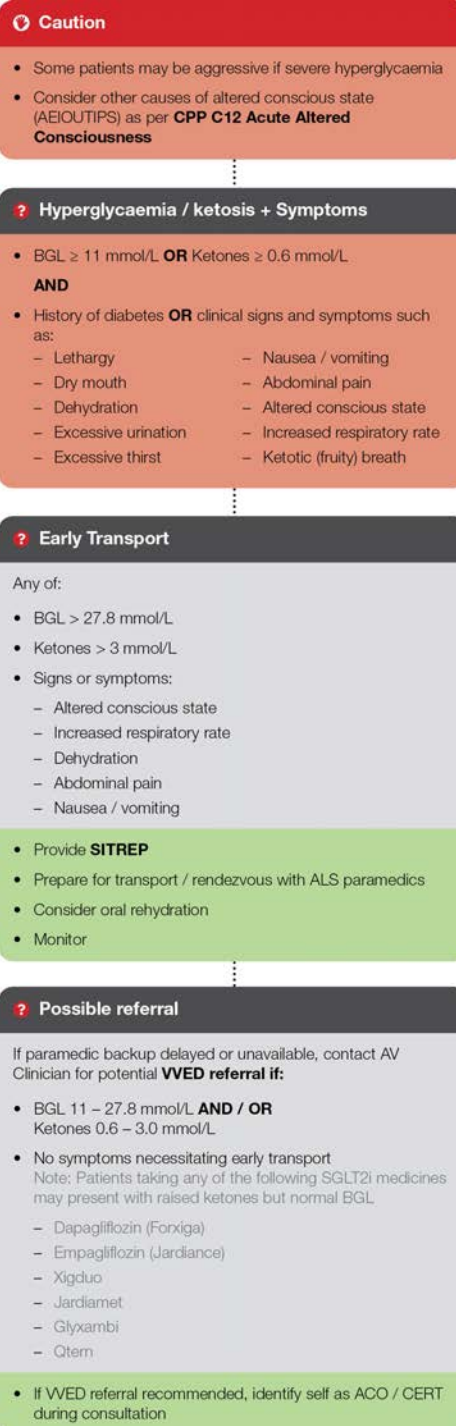 Caution
• Some patients may be aggressive if severe hyperglycaemia
• Consider other causes of altered conscious state
(AEIOUTIPS) as per CPP C12 Acute Altered
Consciousness
? Hyperglycaemia / ketosis + Symptoms
• BGL ≥ 11 mmol/L OR Ketones ≥ 0.6 mmol/L
AND
• History of diabetes OR clinical signs and symptoms such
as:
– Lethargy
– Dry mouth
– Dehydration
– Excessive urination
– Excessive thirst
– Nausea / vomiting
– Abdominal pain
– Altered conscious state
– Increased respiratory rate
– Ketotic (fruity) breath
? Early Transport
Any of:
• BGL > 27.8 mmol/L
• Ketones > 3 mmol/L
• Signs or symptoms:
– Altered conscious state
– Increased respiratory rate
– Dehydration
– Abdominal pain
– Nausea / vomiting
• Provide SITREP
• Prepare for transport / rendezvous with ALS paramedics
• Consider oral rehydration
• Monitor
? Possible referral
If paramedic backup delayed or unavailable, contact AV
Clinician for potential VVED referral if:
• BGL 11 – 27.8 mmol/L AND / OR
Ketones 0.6 – 3.0 mmol/L
• No symptoms necessitating early transport
Note: Patients taking any of the following SGLT2i medicines
may present with raised ketones but normal BGL
– Dapagliflozin (Forxiga)
– Empagliflozin (Jardiance)
– Xigduo
– Jardiamet
– Glyxambi
– Qtern
• If VVED referral recommended, identify self as ACO / CERT
during consultation